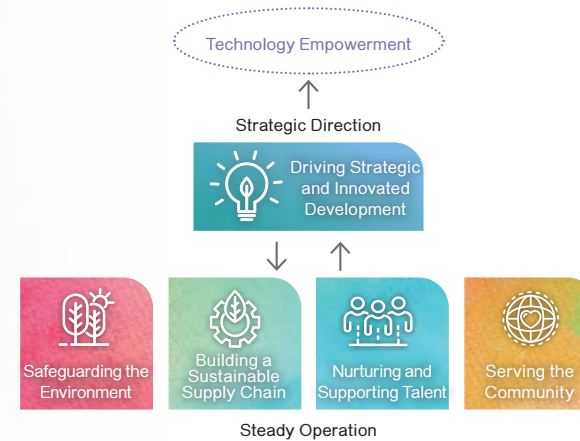 Technology Empowerment
Strategic Direction
Driving Strategic
and Innovated
Development
Safeguarding the
Environment
Building a
Sustainable
Supply Chain
Nurturing and
Supporting Talent
Serving the
Community
Steady Operation